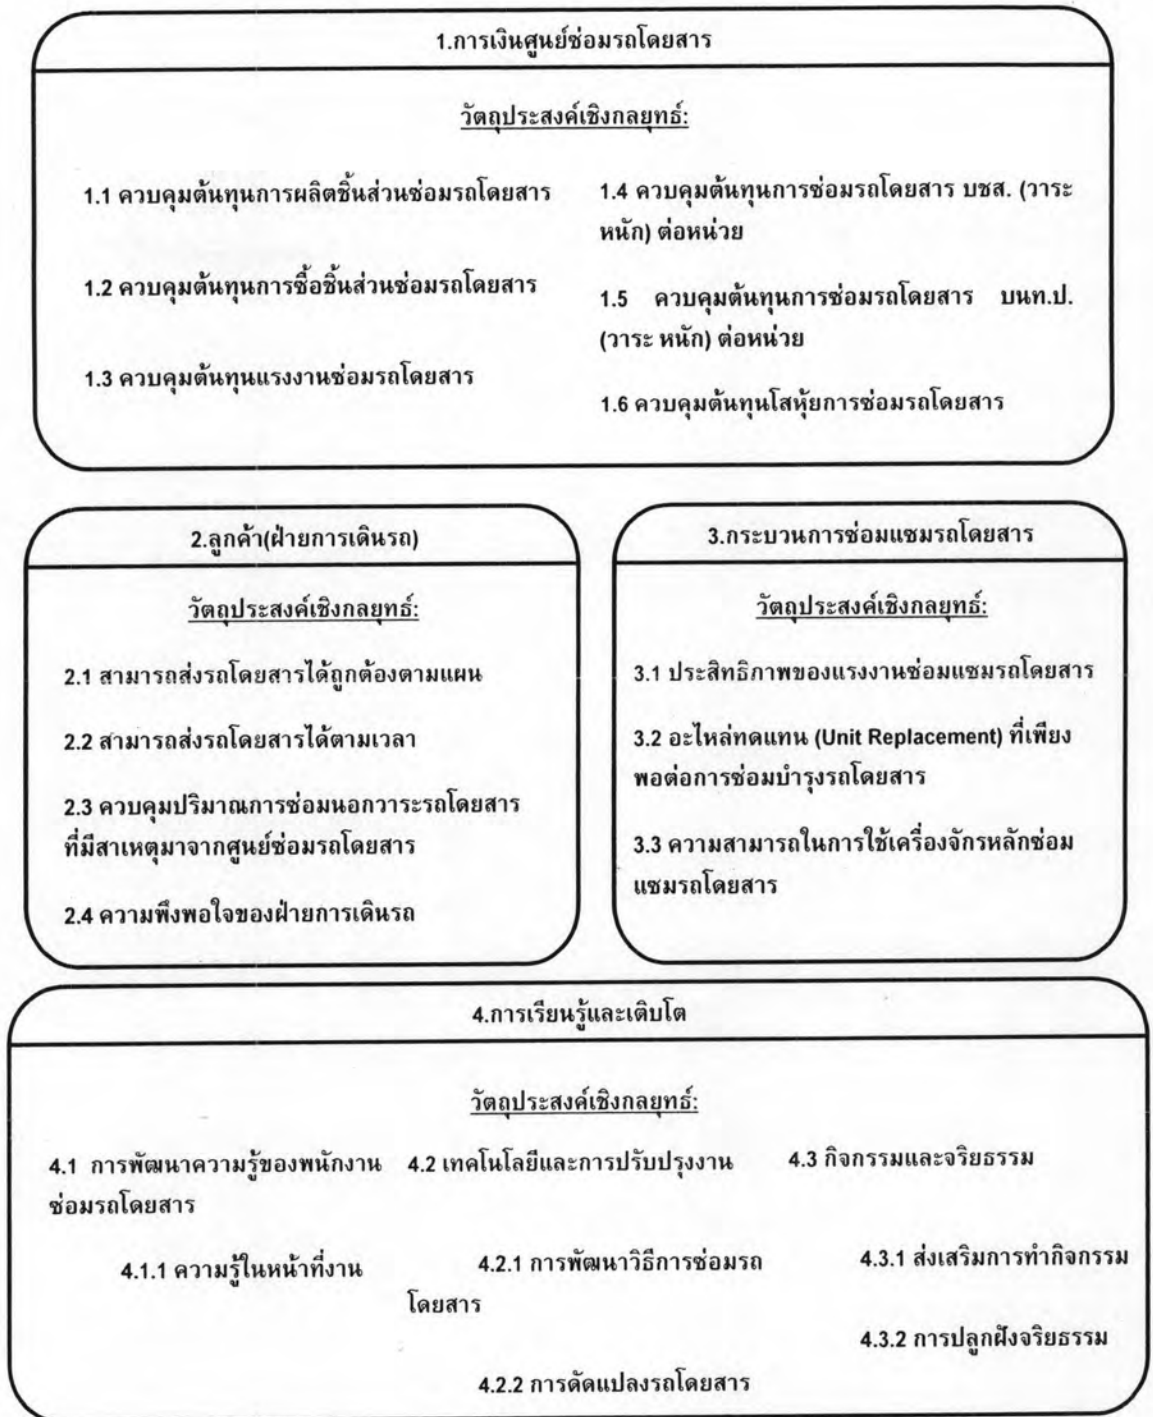 1.การเงินศูนย์ซ่อมรถโดยสาร
วัตถุประสงค์เชิงกลยุทธ์:
1.1 ควบคุมต้นทุนการผลิตชิ้นส่วนซ่อมรถโดยสาร
1.2 ควบคุมต้นทุนการซื้อชิ้นส่วนซ่อมรถโดยสาร
1.3 ควบคุมต้นทุนแรงงานซ่อมรถโดยสาร
1.4 ควบคุมต้นทุนการซ่อมรถโดยสาร บชส. (วาระ
หนัก) ต่อหน่วย
1.5 ควบคุมต้นทุนการซ่อมรถโดยสาร บนท.ป.
(วาระ หนัก) ต่อหน่วย
1.6 ควบคุมต้นทุนโสหุ้ยการซ่อมรถโดยสาร
2.ลูกค้า(ฝ่ายการเดินรถ)
วัตถุประสงค์เชิงกลยุทธ์:
2.1 สามารถส่งรถโดยสารได้ถูกต้องตามแผน
2.2 สามารถส่งรถโดยสารได้ตามเวลา
2.3 ควบคุมปริมาณการซ่อมนอกวาระรถโดยสาร
ที่มีสาเหตุมาจากศูนย์ซ่อมรถโดยสาร
2.4 ความพึงพอใจของฝ่ายการเดินรถ
3.กระบวนการซ่อมแซมรถโดยสาร
วัตถุประสงค์เชิงกลยุทธ์:
3.1 ประสิทธิภาพของแรงงานซ่อมแซมรถโดยสาร
3.2 อะไหล่ทดแทน (Unit Replacement) ที่เพียง
พอต่อการซ่อมบำรุงรถโดยสาร
3.3 ความสามารถในการใช้เครื่องจักรหลักซ่อม
แซมรถโดยสาร
4.การเรียนรู้และเติบโต
วัตถุประสงค์เชิงกลยุทธ์:
4.1 การพัฒนาความรู้ของพนักงาน
ซ่อมรถโดยสาร
4.1.1 ความรู้ในหน้าที่งาน
4.2 เทคโนโลยีและการปรับปรุงงาน
4.2.1 การพัฒนาวิธีการซ่อมรถ
โดยสาร
4.2.2 การดัดแปลงรถโดยสาร
4.3 กิจกรรมและจริยธรรม
4.3.1 ส่งเสริมการทำกิจกรรม
4.3.2 การปลูกฝังจริยธรรม